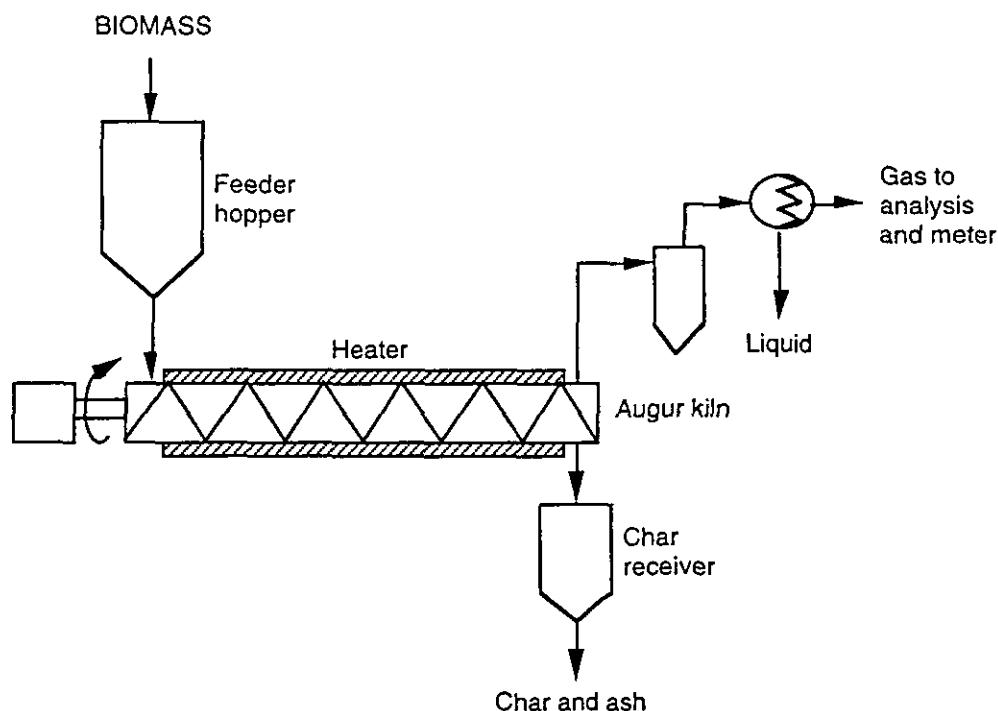 BIOMASS
Feeder
hopper
Gas to
analysis
and meter
Liquid
Heater
Augur kiln
Char
receiver
Char and ash